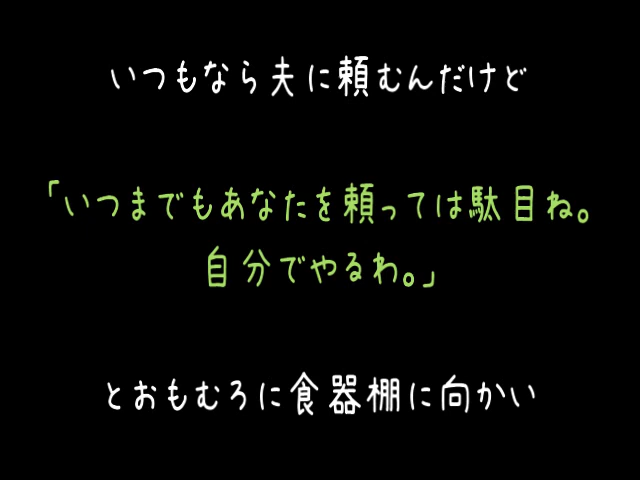 いつもなら夫に頼むんだけど
「いつまでもあなたを頼っては駄目ね。
自分でやるわ。」
とおもむろに食器棚に向かい